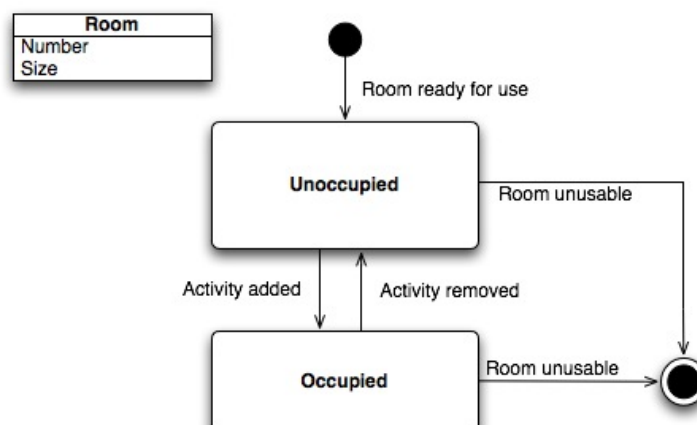 Room
Number
Size
Room ready for use
Unoccupied
Room unusable
Activity added
Activity removed
Occupied
Room unusable